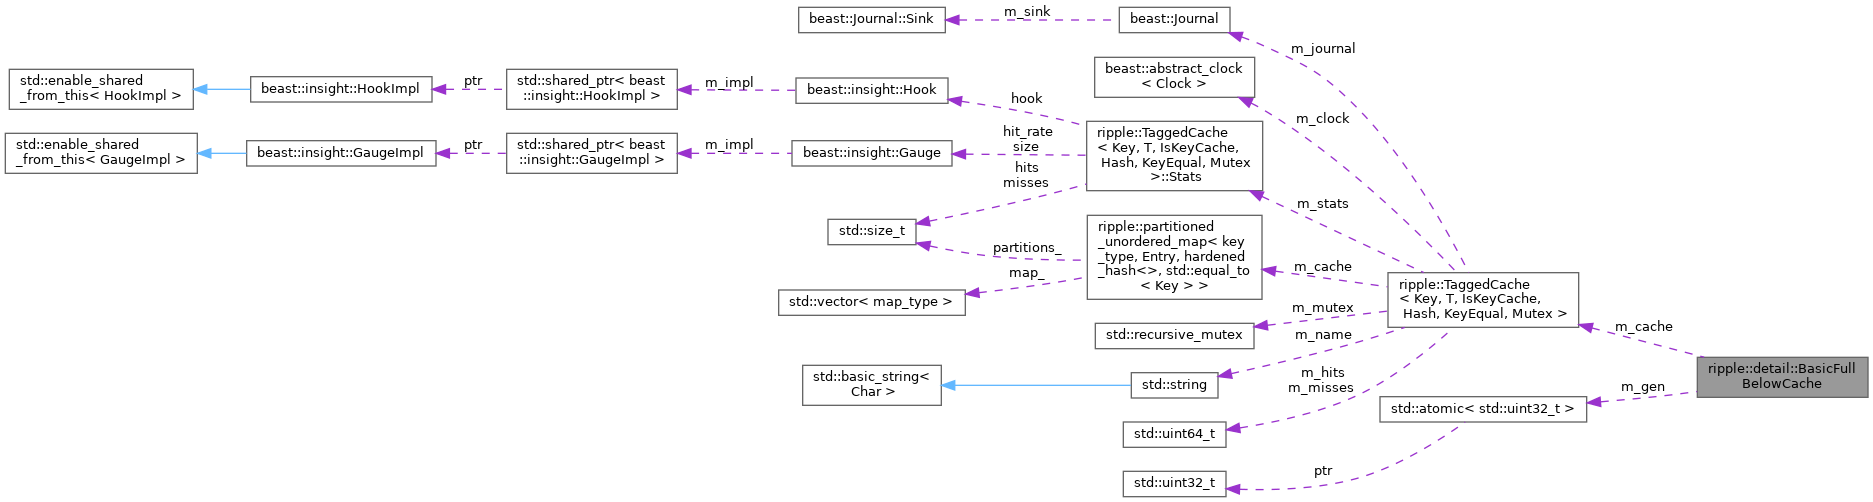 beast::Journal::Sink
m_sink
beast::Journal
m_journal
std::enable_shared
_from_this< HookImpl >
beast::insight::HookImpl
ptr
std::shared_ptr< beast
::insight::HookImpl >
m_impl
beast::insight::Hook
hook
beast::abstract_clock
< Clock >
m_clock
std::enable_shared
_from_this< GaugeImpl >
beast::insight::GaugeImpl
ptr
std::shared_ptr< beast
::insight::GaugeImpl >
m_impl
beast::insight::Gauge
hit_rate
size
hits
misses
ripple::TaggedCache
< Key, T, IsKeyCache,
Hash, KeyEqual, Mutex
>::Stats
m_stats
std::size_t
partitions_
map_
ripple::partitioned
_unordered_map< key
_type, Entry, hardened
_hash<>, std::equal_to
< Key > >
m_cache
std::vector< map_type >
std::recursive_mutex
m_mutex
m_name
ripple::TaggedCache
< Key, T, IsKeyCache,
Hash, KeyEqual, Mutex >
m_cache
ripple::detail::BasicFull
BelowCache
std::basic_string<
Char >
std::string
m_hits
m_misses
m_gen
std::atomic< std::uint32_t >
std::uint64_t
ptr
std::uint32_t